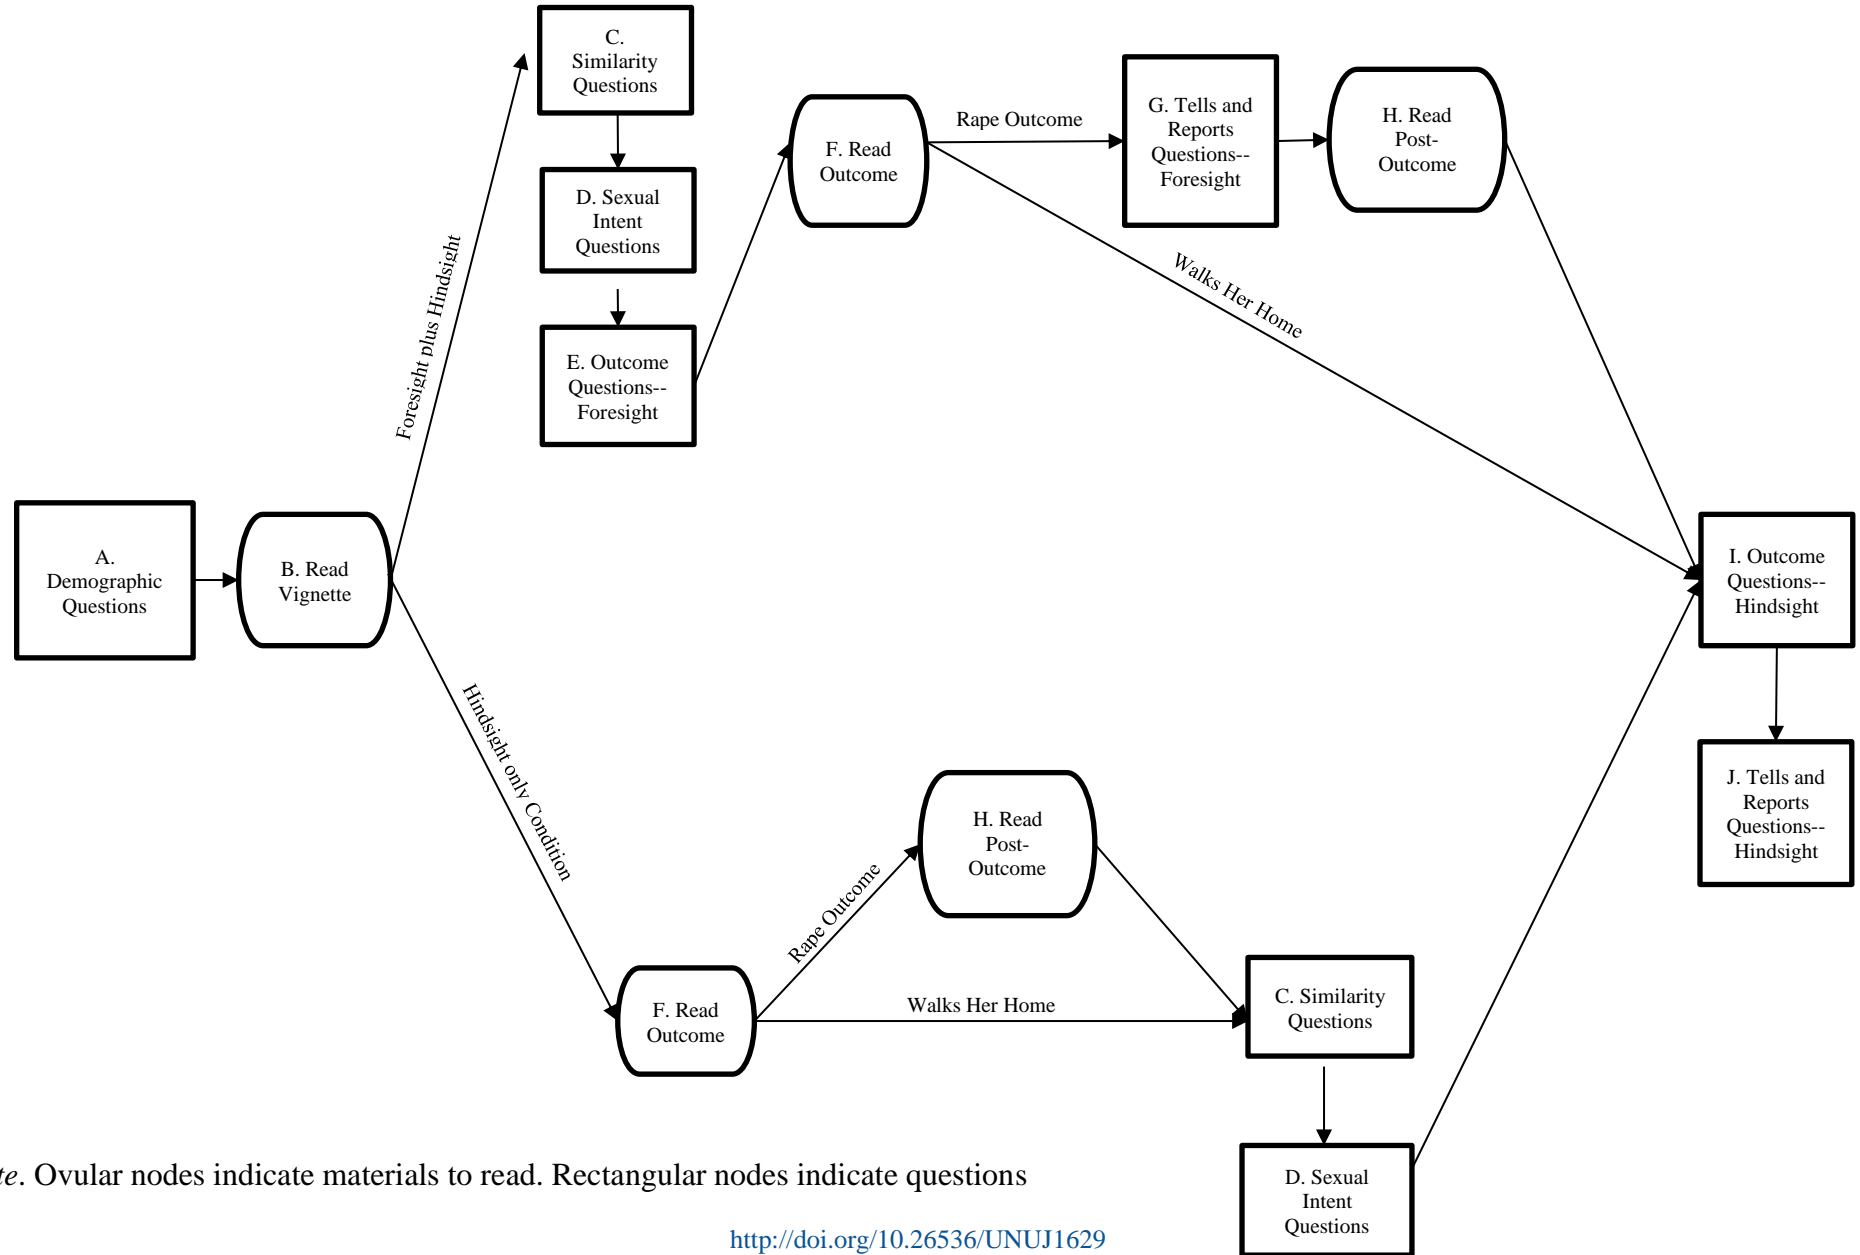 C.
Similarity
Questions
D. Sexual
Intent
Questions
E. Outcome
Questions--
Foresight
F. Read
Outcome
Rape Outcome
G. Tells and
Reports
Questions--
Foresight
H. Read
Post-
Outcome
Walks Her Home
Foresight plus Hindsight
A.
Demographic
Questions
B. Read
Vignette
I. Outcome
Questions--
Hindsight
J. Tells and
Reports
Questions--
Hindsight
Hindsight only Condition
H. Read
Post-
Outcome
Rape Outcome
F. Read
Outcome
Walks Her Home
C. Similarity
Questions
D. Sexual
Intent
Questions
te. Ovular nodes indicate materials to read. Rectangular nodes indicate questions
http://doi.org/10.26536/UNUJ1629